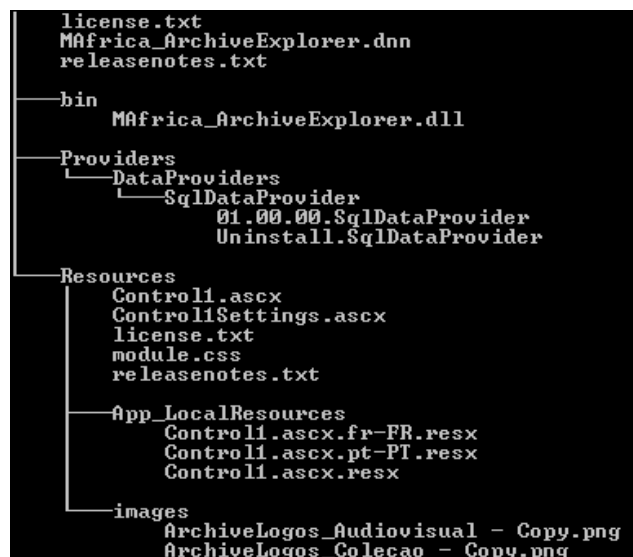 license.txt
MAfrica_ArchiveExplorer.dnn
releasenotes.txt
bin
MAfrica_ArchiveExplorer.dll
Providers
DataProviders
SqlDataProvider
01.00.00.SqlDataProvider
Uninstall.SqlDataProvider
Resources
Control1.ascx
Control1Settings.ascx
license.txt
module.css
releasenotes.txt
App_LocalResources
Control1.ascx.fr-FR.resx
Control1.ascx.pt-PT.resx
Control1.ascx.resx
images
ArchiveLogos_Audiovisual - Copy.png
ArchiveLogos_Colecao - Copy.png